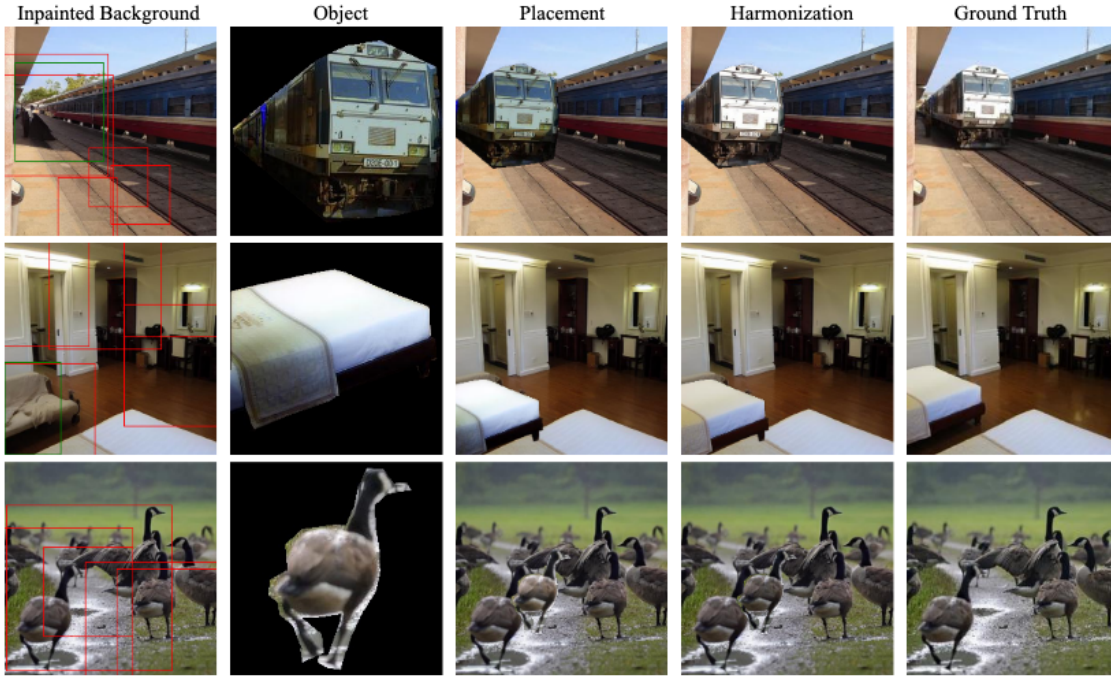 Inpainted Background
Object
Placement
Harmonization
Ground Truth